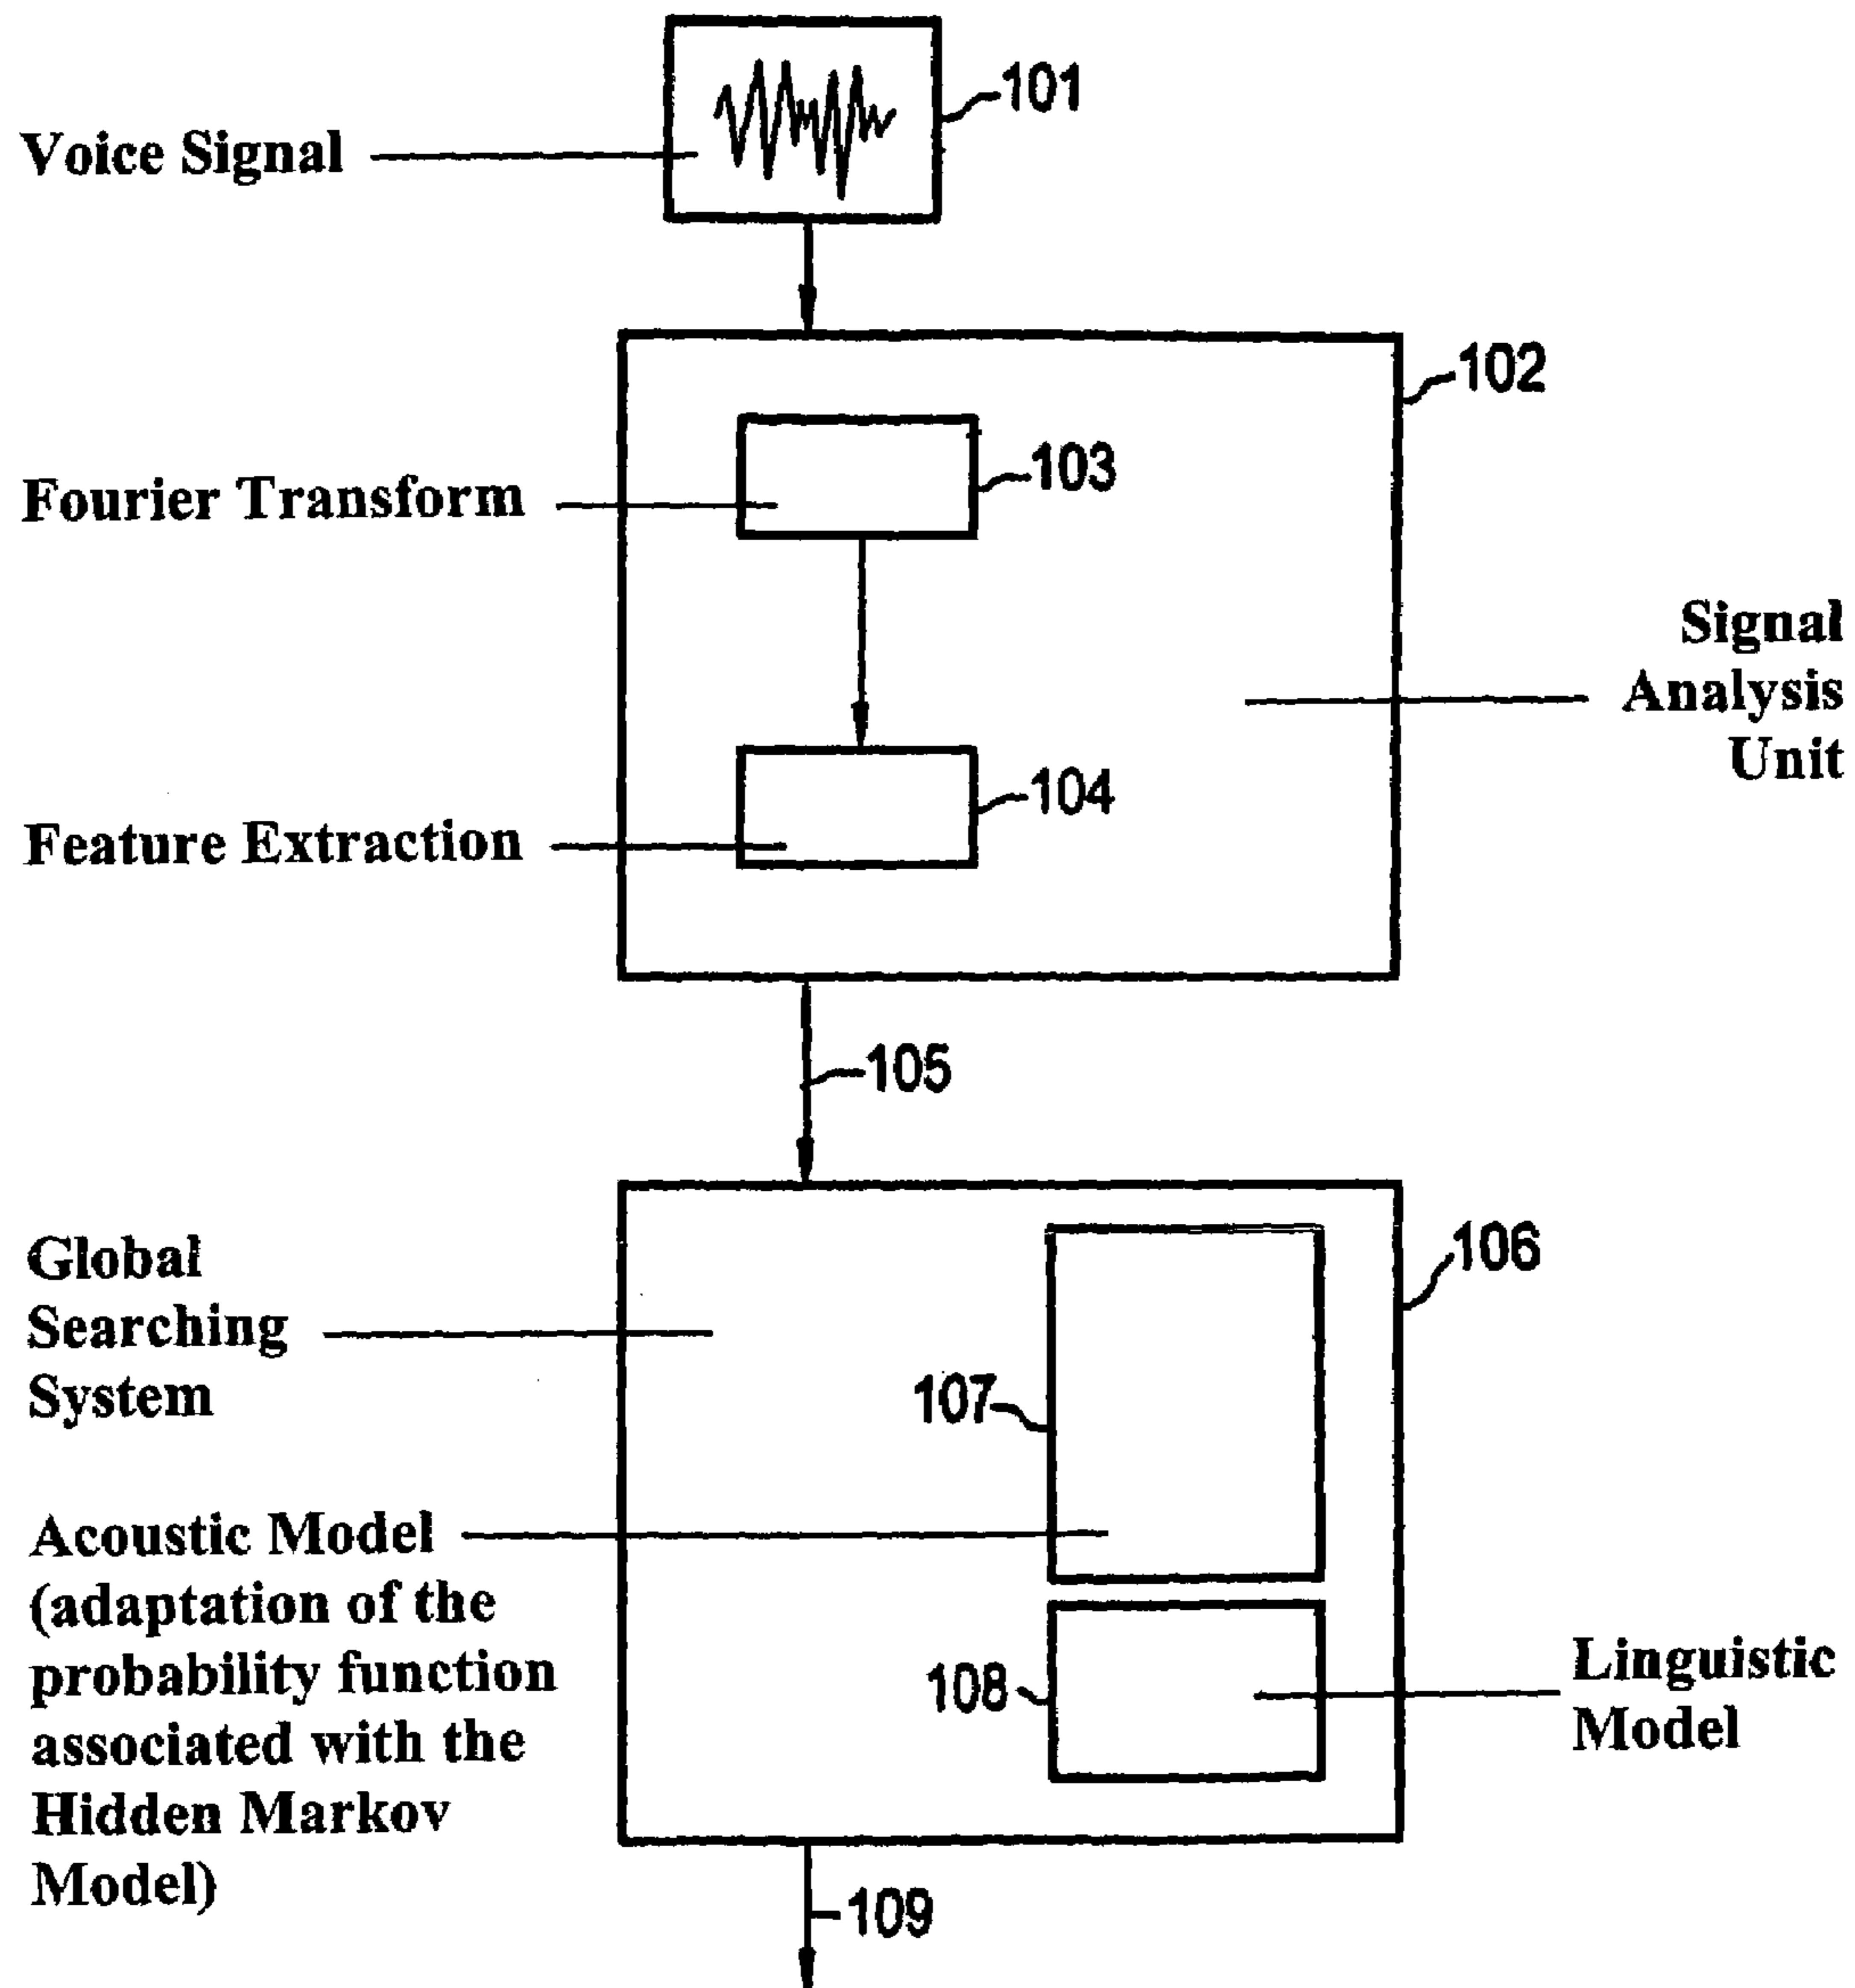 101
Voice Signal
102
103
Fourier Transform
Signal
Analysis
Unit
104
Feature Extraction
105
Global
Searching
System
106
107
Acoustic Model
(adaptation of the
probability function
associated with the
Hidden Markov
Model)
108
Linguistic
Model
109